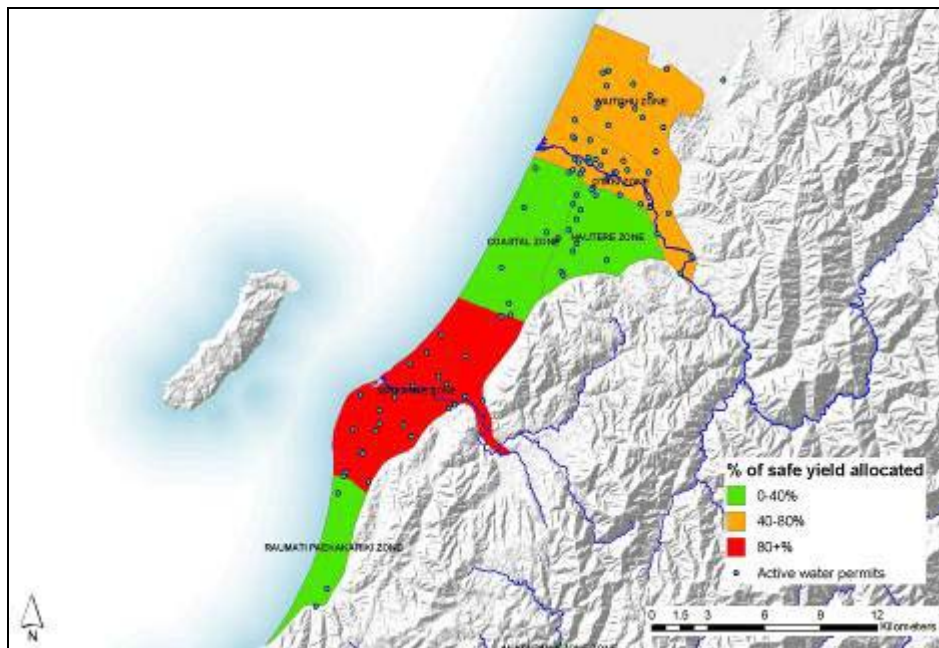 COASTAL ZONE
HAUTERE ZONE
RAUMATI PAEKAKARIKI ZONE
% of safe yield allocated
0-40%
40-80%
80+%
Active water permits
0 1.5 3 6 9 12
Kilometers
N